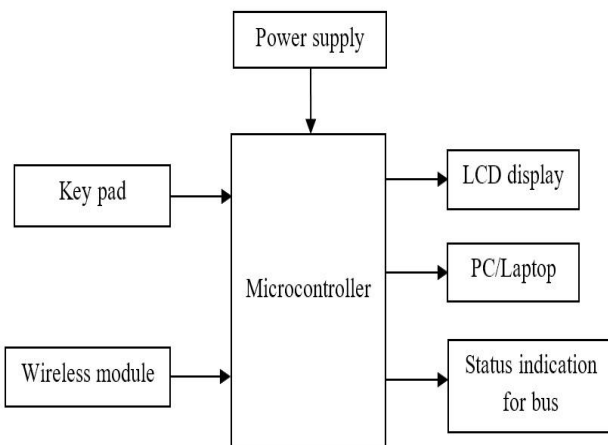 Power supply
Key pad
LCD display
Microcontroller
PC/Laptop
Wireless module
Status indication
for bus